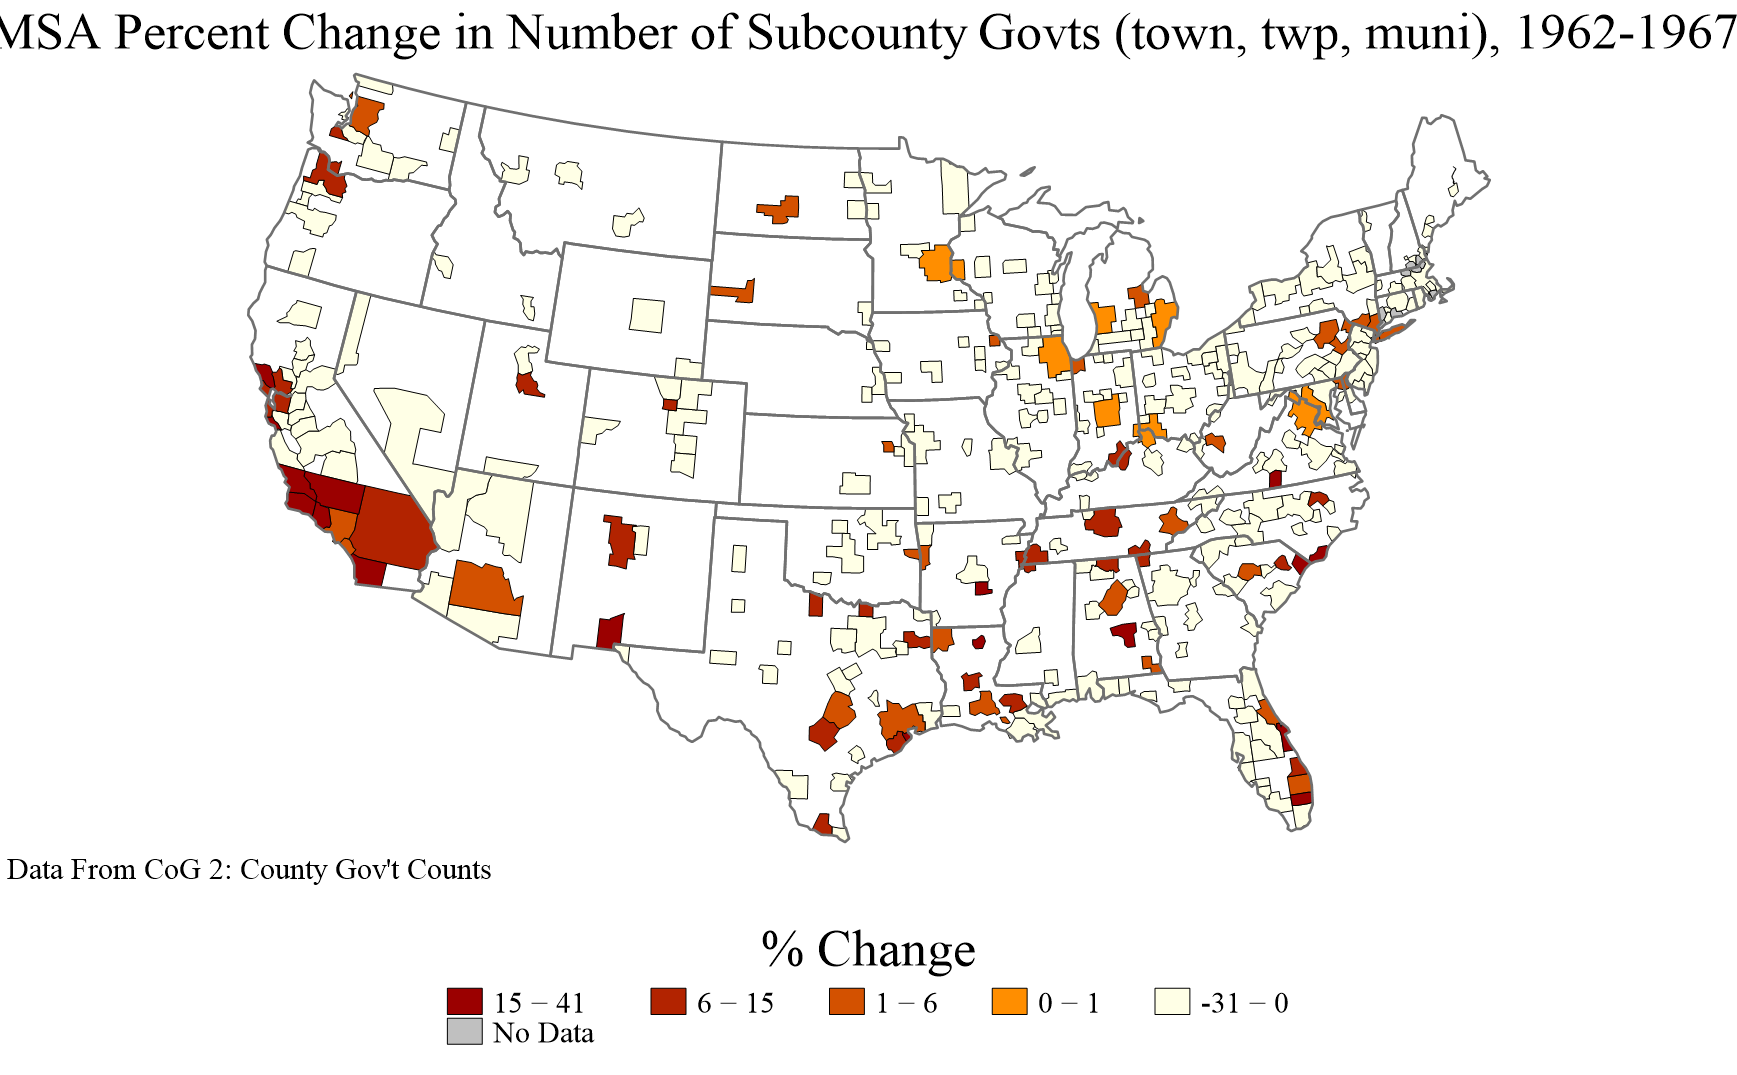 MSA Percent Change in Number of Subcounty Govts (town, twp, muni), 1962-1967
Data From CoG 2: County Gov't Counts
% Change
15 – 41
6 – 15
1 – 6
0 – 1
-31 – 0
No Data